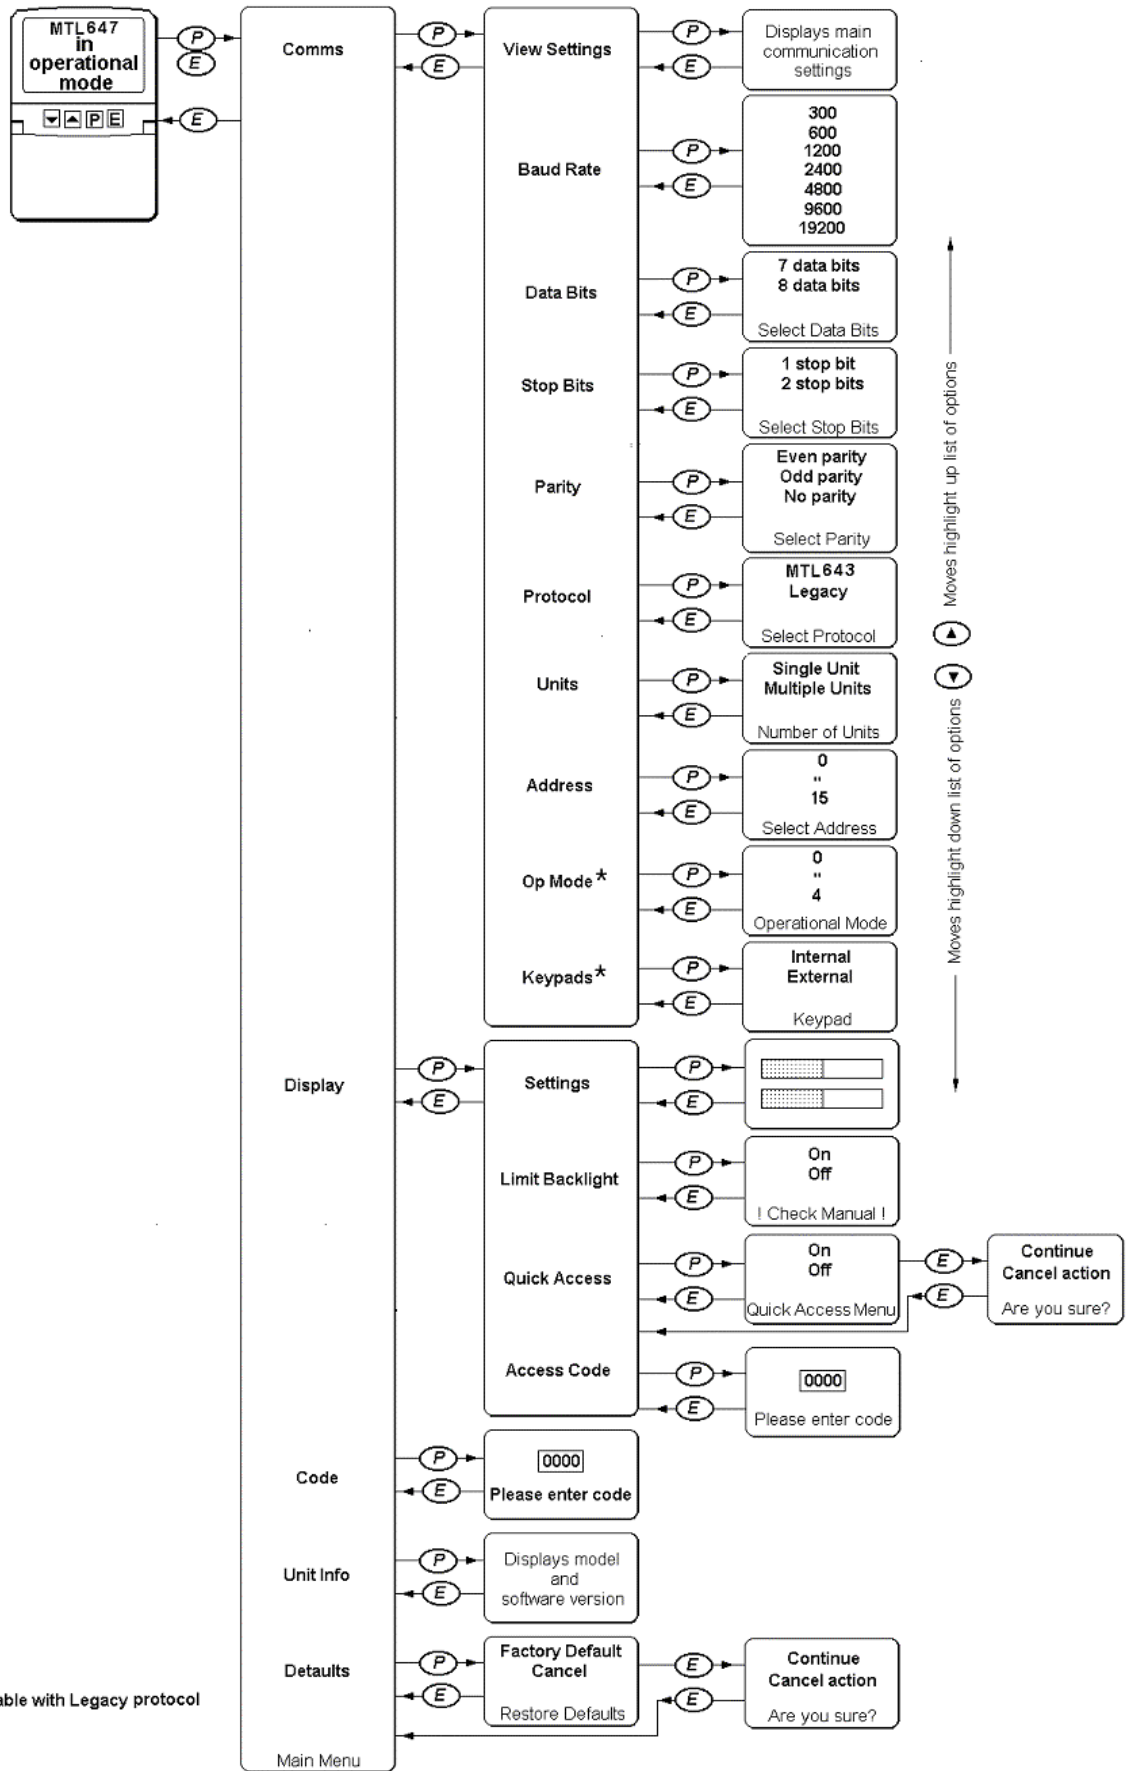 MTL647
in
operational
mode
P
E
P E
E
Comms
P
E
View Settings
P
E
Displays main
communication
settings
Baud Rate
P
E
300
600
1200
2400
4800
9600
19200
Data Bits
P
E
7 data bits
8 data bits
Select Data Bits
Stop Bits
P
E
1 stop bit
2 stop bits
Select Stop Bits
Parity
P
E
Even parity
Odd parity
No parity
Select Parity
Protocol
P
E
MTL643
Legacy
Select Protocol
Units
P
E
Single Unit
Multiple Units
Number of Units
Address
P
E
0
"
15
Select Address
Op Mode*
P
E
0
"
4
Operational Mode
Keypads*
P
E
Internal
External
Keypad
Moves highlight up list of options
Moves highlight down list of options
Display
P
E
Settings
P
E
Limit Backlight
P
E
On
Off
! Check Manual !
Quick Access
P
E
On
Off
Quick Access Menu
E
E
Continue
Cancel action
Are you sure?
Access Code
P
E
0000
Please enter code
Code
P
E
0000
Please enter code
Unit Info
P
E
Displays model
and
software version
Detaults
P
E
Factory Default
Cancel
Restore Defaults
E
E
Continue
Cancel action
Are you sure?
able with Legacy protocol
Main Menu